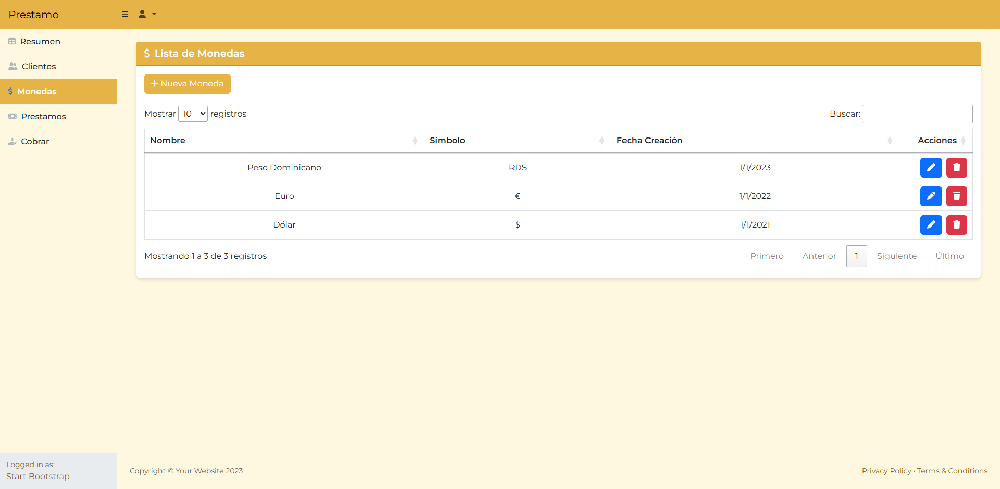 Prestamo
Resumen
Clientes
$ Monedas
Prestamos
Cobrar
$ Lista de Monedas
+ Nueva Moneda
Mostrar 10 registros
Buscar:
Nombre Símbolo Fecha Creación Acciones
Peso Dominicano RD$ 1/1/2023
Euro € 1/1/2022
Dólar $ 1/1/2021
Mostrando 1 a 3 de 3 registros
Primero Anterior 1 Siguiente Último
Logged in as:
Start Bootstrap
Copyright © Your Website 2023
Privacy Policy · Terms & Conditions